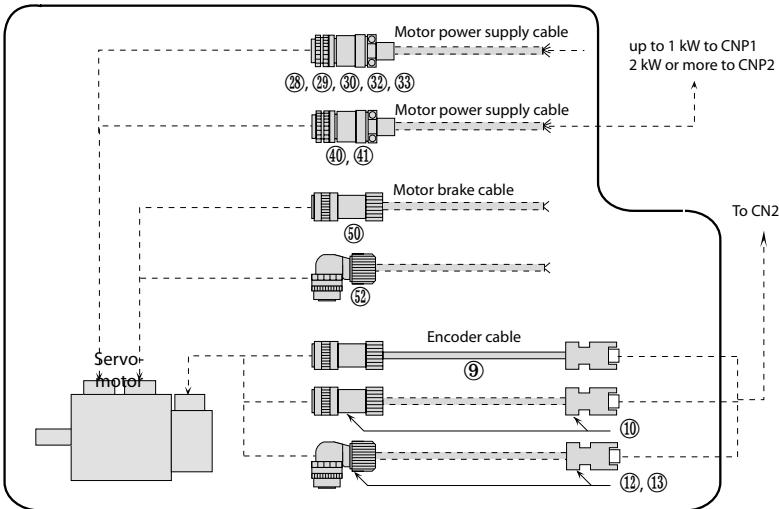 Motor power supply cable
up to 1 kW to CNP1
2 kW or more to CNP2
㉘, ㉙, ㉚, ㉜, ㉝
Motor power supply cable
㊵, ㊶
Motor brake cable
To CN2
㊿
52
Encoder cable
Servo-
motor
⑨
⑩
⑫, ⑬